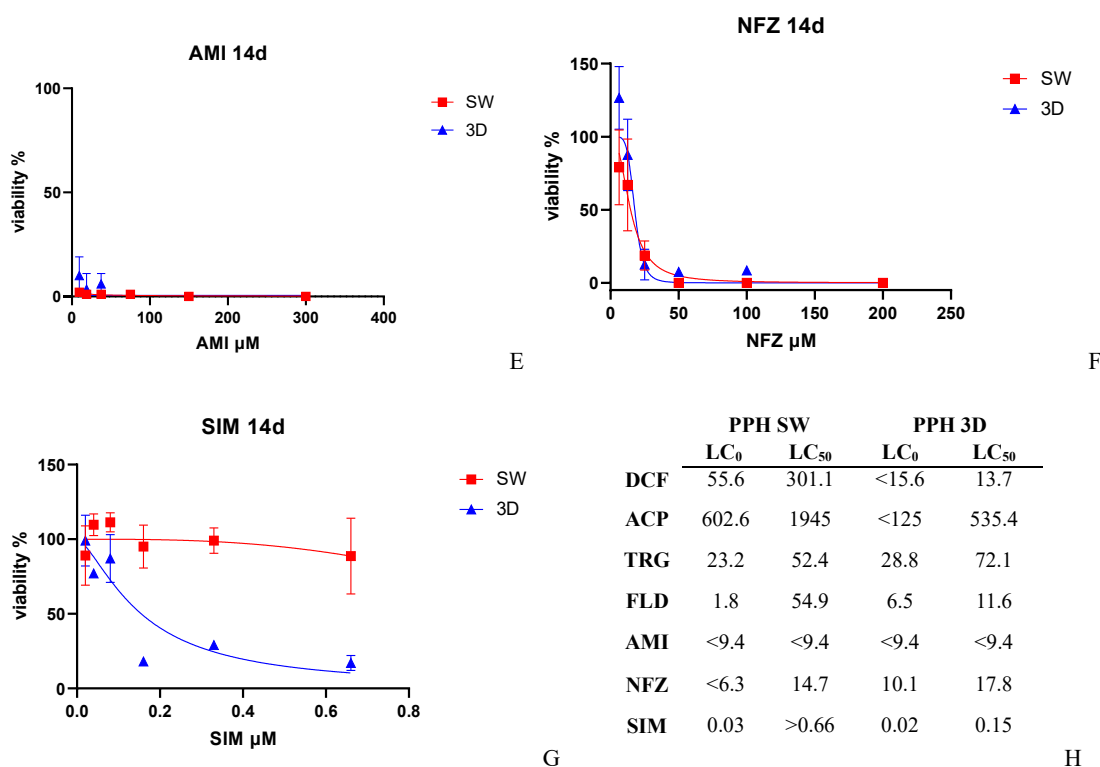 AMI 14d
100
50
0
viability %
0 100 200 300 400
AMI µM
SW
3D
E
NFZ 14d
150
100
50
0
viability %
0 50 100 150 200 250
NFZ µM
SW
3D
F
SIM 14d
150
100
50
0
viability %
0.0 0.2 0.4 0.6 0.8
SIM µM
SW
3D
G
PPH SW PPH 3D
LC₀ LC₅₀ LC₀ LC₅₀
DCF 55.6 301.1 <15.6 13.7
ACP 602.6 1945 <125 535.4
TRG 23.2 52.4 28.8 72.1
FLD 1.8 54.9 6.5 11.6
AMI <9.4 <9.4 <9.4 <9.4
NFZ <6.3 14.7 10.1 17.8
SIM 0.03 >0.66 0.02 0.15
H